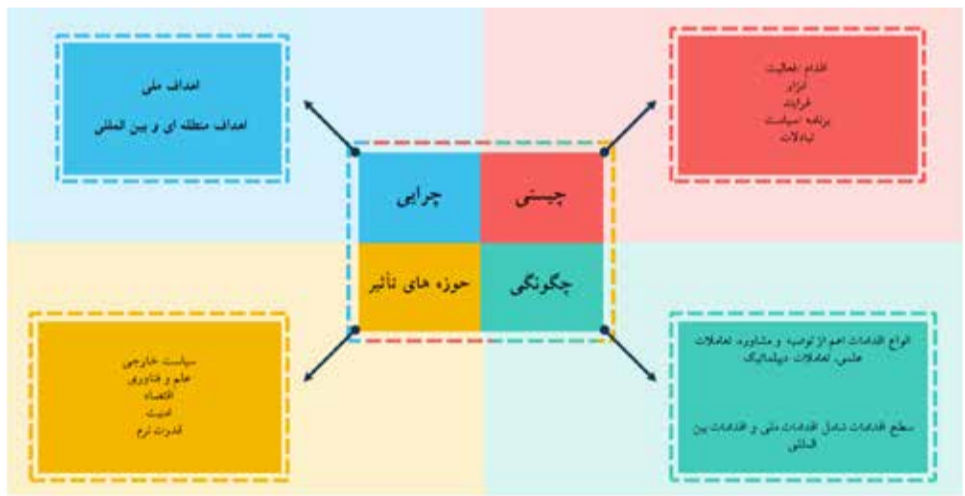 اقدام /فعالیت
ابزار
فرایند
برنامه /سیاست
تبادلات
اهداف ملی
اهداف منطقه ای و بین المللی
چیستی
چرایی
چگونگی
حوزه های تأثیر
انواع اقدامات اعم از توصیه و مشاوره، تعاملات
علمی، تعاملات دیپلماتیک
سطح اقدامات شامل اقدامات ملی و اقدامات بین
المللی
سیاست خارجی
علم و فناوری
اقتصاد
امنیت
قدرت نرم